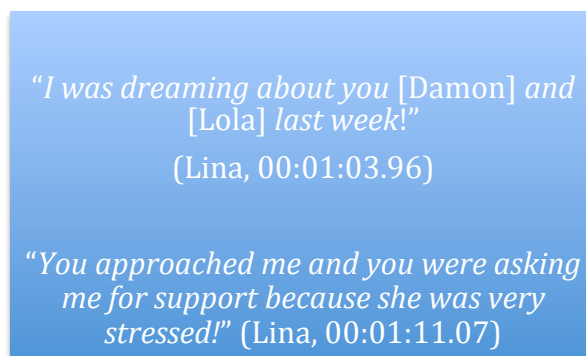 “I was dreaming about you [Damon] and
[Lola] last week!”
(Lina, 00:01:03.96)
“You approached me and you were asking
me for support because she was very
stressed!” (Lina, 00:01:11.07)